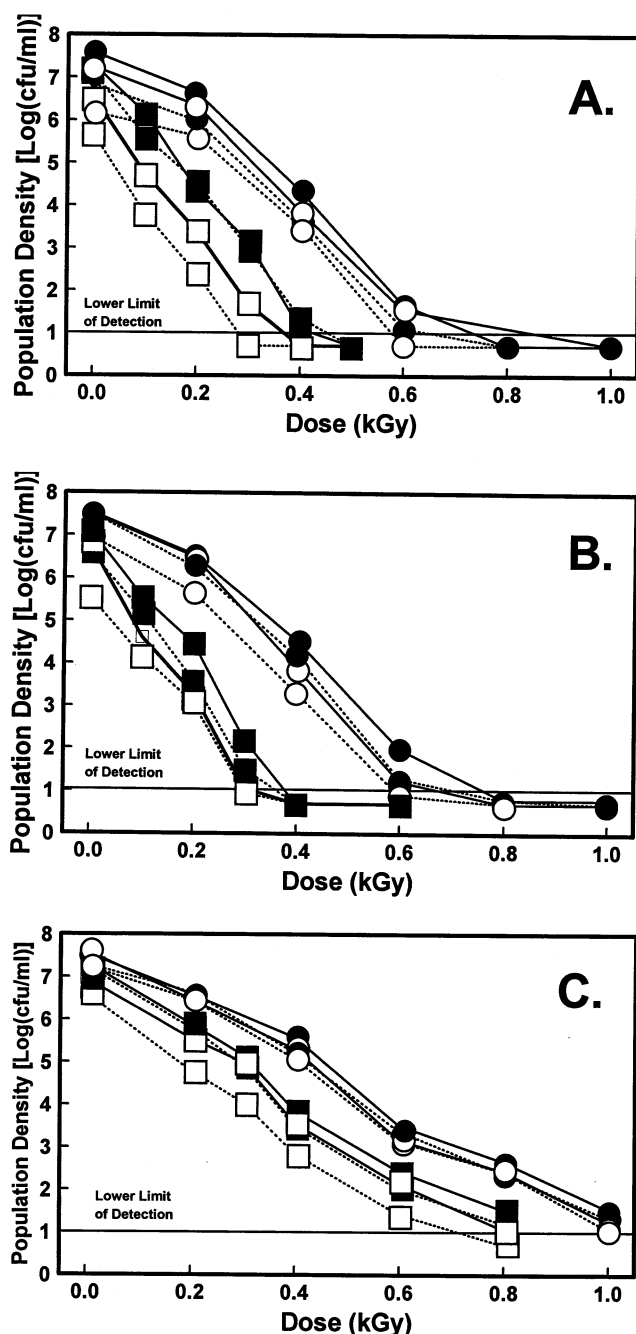 8
7
6
5
4
3
2
1
0
Population Density [Log(cfu/ml)]
A.
Lower Limit
of Detection
0.0 0.2 0.4 0.6 0.8 1.0
Dose (kGy)
8
7
6
5
4
3
2
1
0
Population Density [Log(cfu/ml)]
B.
Lower Limit
of Detection
0.0 0.2 0.4 0.6 0.8 1.0
Dose (kGy)
8
7
6
5
4
3
2
1
0
Population Density [Log(cfu/ml)]
C.
Lower Limit
of Detection
0.0 0.2 0.4 0.6 0.8 1.0
Dose (kGy)